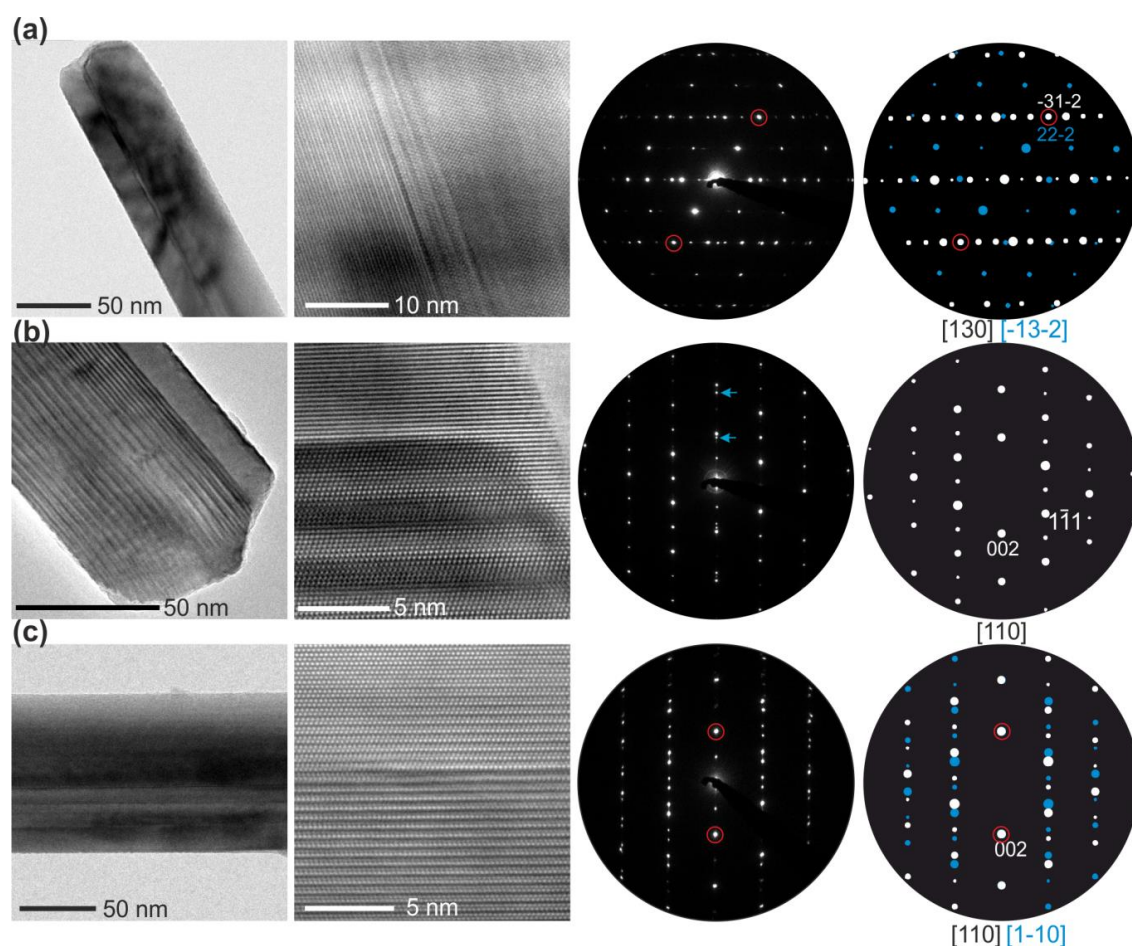 (a)
-31-2
22-2
50 nm
10 nm
[130] [-13-2]
(b)
002
11̄1
50 nm
5 nm
[110]
(c)
002
50 nm
5 nm
[110] [1-10]